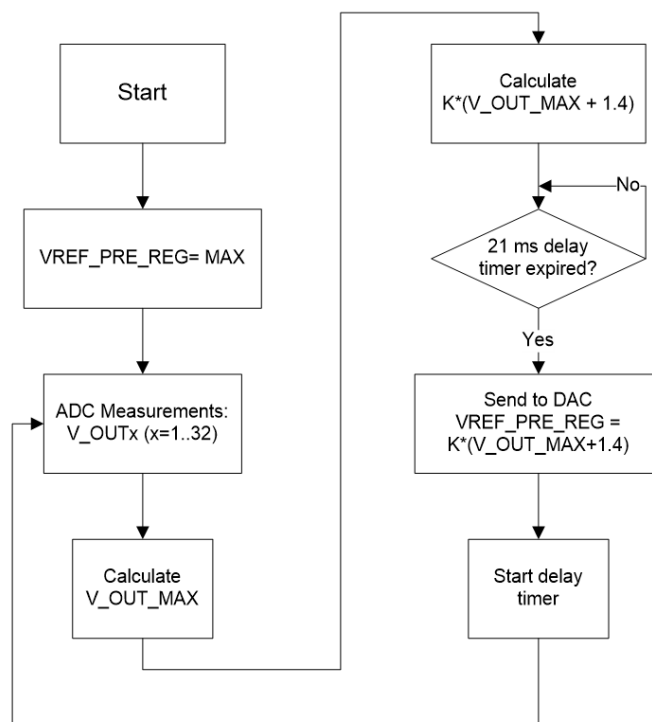 Start
VREF_PRE_REG= MAX
ADC Measurements:
V_OUTx (x=1..32)
Calculate
V_OUT_MAX
Calculate
K*(V_OUT_MAX + 1.4)
No
21 ms delay
timer expired?
Yes
Send to DAC
VREF_PRE_REG =
K*(V_OUT_MAX+1.4)
Start delay
timer